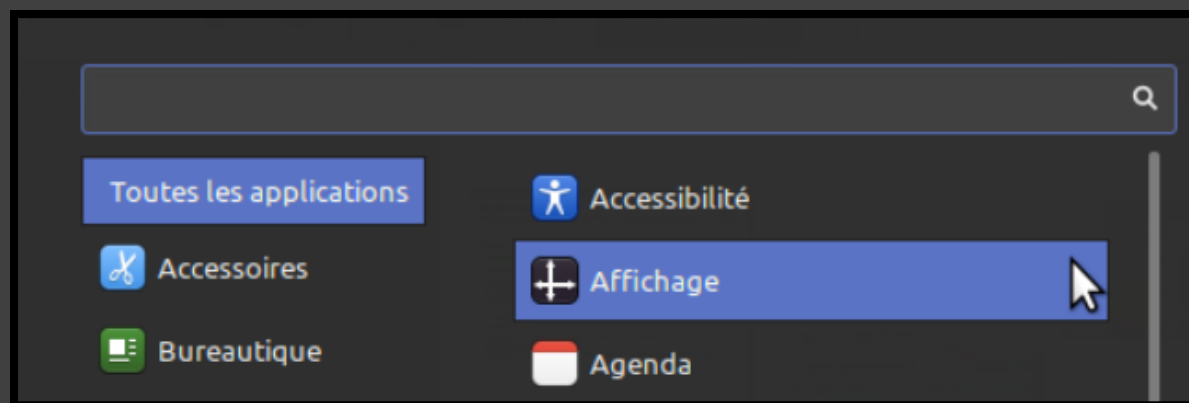 Toutes les applications
Accessoires
Bureautique
Accessibilité
Affichage
Agenda